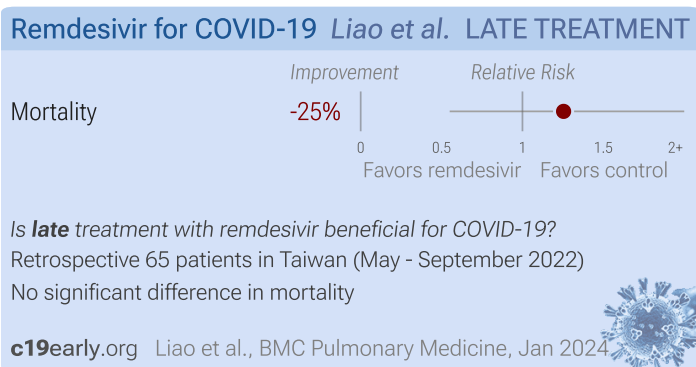 Remdesivir for COVID-19 Liao et al. LATE TREATMENT
Improvement Relative Risk
Mortality -25%
0 0.5 1 1.5 2+
Favors remdesivir Favors control
Is late treatment with remdesivir beneficial for COVID-19?
Retrospective 65 patients in Taiwan (May - September 2022)
No significant difference in mortality
c19early.org Liao et al., BMC Pulmonary Medicine, Jan 2024